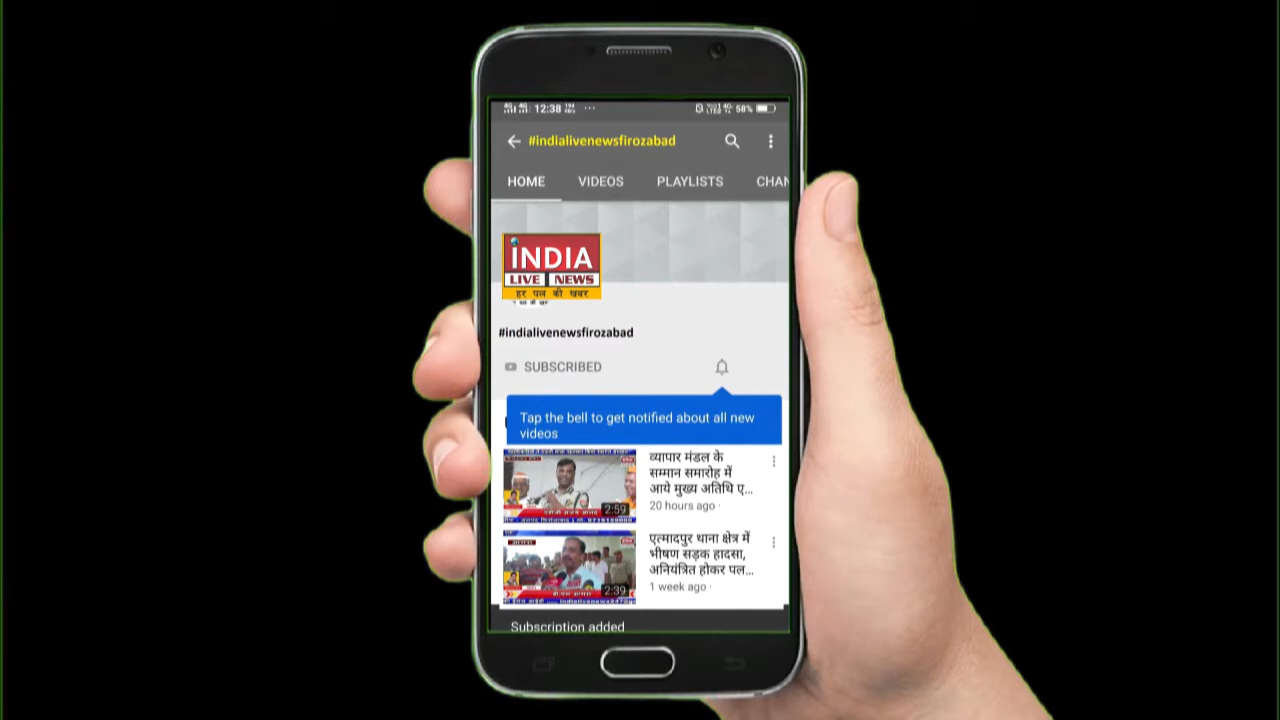 12:38
58%
#indialivenewsfirozabad
HOME VIDEOS PLAYLISTS CHAN
INDIA
LIVE NEWS
हर पल की खबर
#indialivenewsfirozabad
SUBSCRIBED
Tap the bell to get notified about all new
videos
व्यापार मंडल के
सम्मान समारोह में
आये मुख्य अतिथि ए...
20 hours ago ·
2:59
एत्मादपुर थाना क्षेत्र में
भीषण सड़क हादसा,
अनियंत्रित होकर पल...
1 week ago ·
2:39
Subscription added